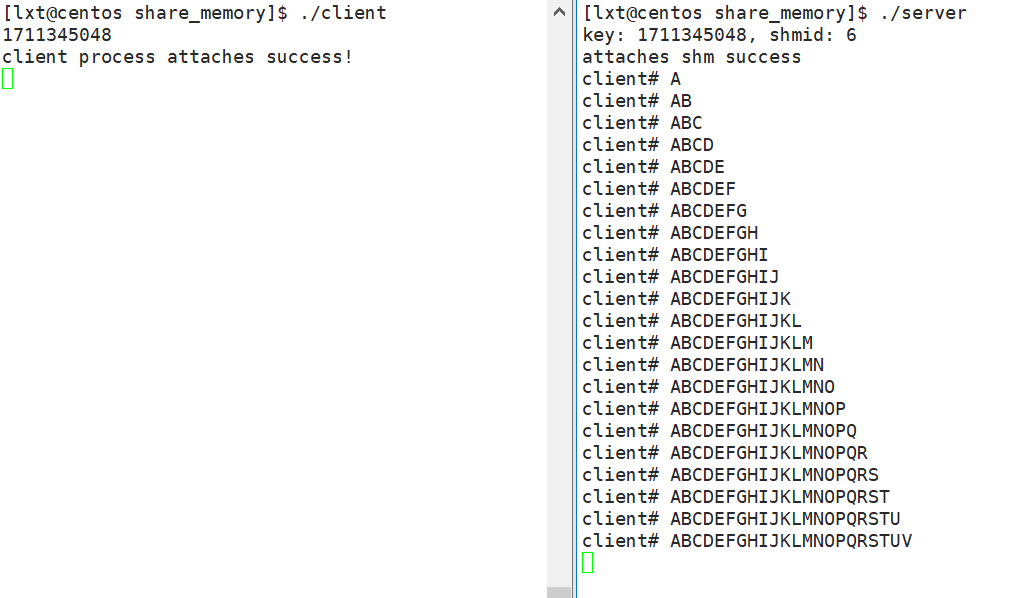 [lxt@centos share_memory]$ ./client
1711345048
client process attaches success!
[lxt@centos share_memory]$ ./server
key: 1711345048, shmid: 6
attaches shm success
client# A
client# AB
client# ABC
client# ABCD
client# ABCDE
client# ABCDEF
client# ABCDEFG
client# ABCDEFGH
client# ABCDEFGHI
client# ABCDEFGHIJ
client# ABCDEFGHIJK
client# ABCDEFGHIJKL
client# ABCDEFGHIJKLM
client# ABCDEFGHIJKLMN
client# ABCDEFGHIJKLMNO
client# ABCDEFGHIJKLMNOP
client# ABCDEFGHIJKLMNOPQ
client# ABCDEFGHIJKLMNOPQR
client# ABCDEFGHIJKLMNOPQRS
client# ABCDEFGHIJKLMNOPQRST
client# ABCDEFGHIJKLMNOPQRSTU
client# ABCDEFGHIJKLMNOPQRSTUV